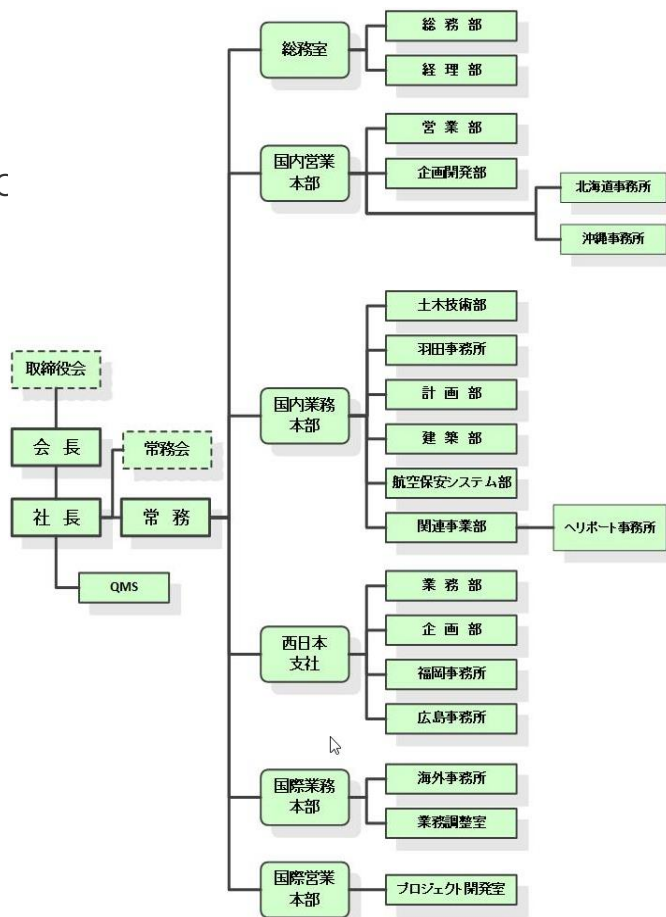 総務室
総務部
経理部
国内営業
本部
営業部
企画開発部
北海道事務所
沖縄事務所
取締役会
会長
社長
常務会
常務
QMS
国内業務
本部
土木技術部
羽田事務所
計画部
建築部
航空保安システム部
関連事業部
ヘリポート事務所
西日本
支社
業務部
企画部
福岡事務所
広島事務所
国際業務
本部
海外事務所
業務調整室
国際営業
本部
プロジェクト開発室